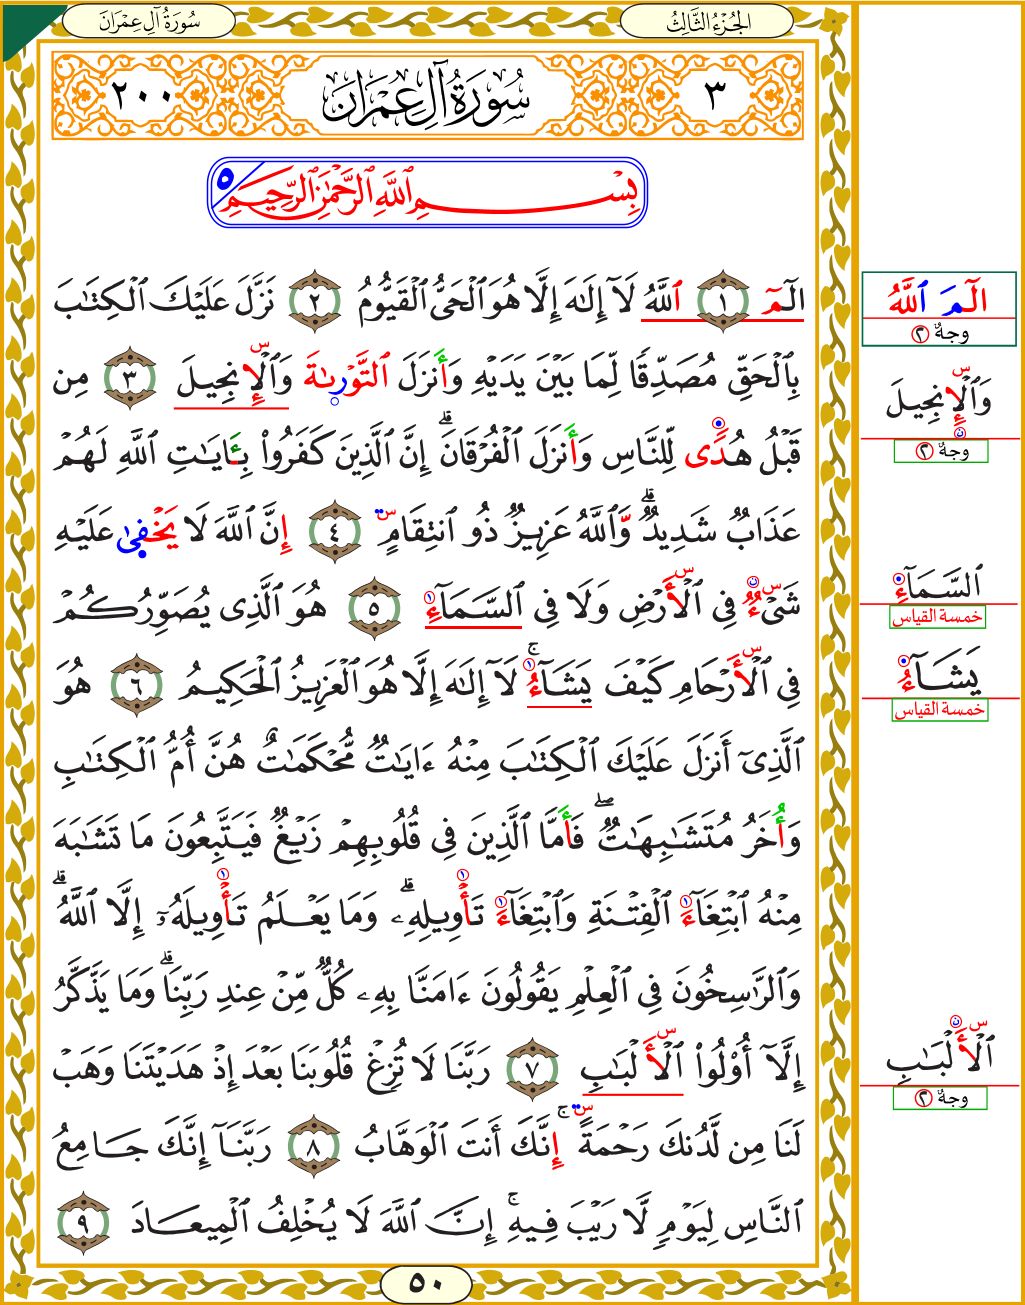 الجُزْءُ الثَّالِثُ
سُورَةُ آلِ عِمْرَانَ
٣
سُورَةُ آلِ عِمْرَانَ
٢٠٠
بِسْمِ ٱللَّهِ ٱلرَّحْمَٰنِ ٱلرَّحِيمِ ٥
الٓمٓ ١ ٱللَّهُ لَآ إِلَٰهَ إِلَّا هُوَ ٱلْحَىُّ ٱلْقَيُّومُ ٢ نَزَّلَ عَلَيْكَ ٱلْكِتَٰبَ
بِٱلْحَقِّ مُصَدِّقًا لِّمَا بَيْنَ يَدَيْهِ وَأَنزَلَ ٱلتَّوْرَىٰةَ وَٱلْإِنجِيلَ ٣ مِن
قَبْلُ هُدًى لِّلنَّاسِ وَأَنزَلَ ٱلْفُرْقَانَ ۗ إِنَّ ٱلَّذِينَ كَفَرُوا۟ بِـَٔايَٰتِ ٱللَّهِ لَهُمْ
عَذَابٌ شَدِيدٌ ۗ وَٱللَّهُ عَزِيزٌ ذُو ٱنتِقَامٍ ٤ إِنَّ ٱللَّهَ لَا يَخْفَىٰ عَلَيْهِ
شَىْءٌ فِى ٱلْأَرْضِ وَلَا فِى ٱلسَّمَآءِ ٥ هُوَ ٱلَّذِى يُصَوِّرُكُمْ
فِى ٱلْأَرْحَامِ كَيْفَ يَشَآءُ ۚ لَآ إِلَٰهَ إِلَّا هُوَ ٱلْعَزِيزُ ٱلْحَكِيمُ ٦ هُوَ
ٱلَّذِىٓ أَنزَلَ عَلَيْكَ ٱلْكِتَٰبَ مِنْهُ ءَايَٰتٌ مُّحْكَمَٰتٌ هُنَّ أُمُّ ٱلْكِتَٰبِ
وَأُخَرُ مُتَشَٰبِهَٰتٌ ۖ فَأَمَّا ٱلَّذِينَ فِى قُلُوبِهِمْ زَيْغٌ فَيَتَّبِعُونَ مَا تَشَٰبَهَ
مِنْهُ ٱبْتِغَآءَ ٱلْفِتْنَةِ وَٱبْتِغَآءَ تَأْوِيلِهِۦ ۗ وَمَا يَعْلَمُ تَأْوِيلَهُۥٓ إِلَّا ٱللَّهُ ۗ
وَٱلرَّٰسِخُونَ فِى ٱلْعِلْمِ يَقُولُونَ ءَامَنَّا بِهِۦ كُلٌّ مِّنْ عِندِ رَبِّنَا ۗ وَمَا يَذَّكَّرُ
إِلَّآ أُو۟لُوا۟ ٱلْأَلْبَٰبِ ٧ رَبَّنَا لَا تُزِغْ قُلُوبَنَا بَعْدَ إِذْ هَدَيْتَنَا وَهَبْ
لَنَا مِن لَّدُنكَ رَحْمَةً ۚ إِنَّكَ أَنتَ ٱلْوَهَّابُ ٨ رَبَّنَآ إِنَّكَ جَامِعُ
ٱلنَّاسِ لِيَوْمٍ لَّا رَيْبَ فِيهِ ۚ إِنَّ ٱللَّهَ لَا يُخْلِفُ ٱلْمِيعَادَ ٩
الٓمَ ٱللَّهُ
وجهٌ ٢
وَٱلْإِنجِيلَ
وجهٌ ٢
ٱلسَّمَآءِ
خمسة القياس
يَشَآءُ
خمسة القياس
ٱلْأَلْبَٰبِ
وجهٌ ٢
٥٠